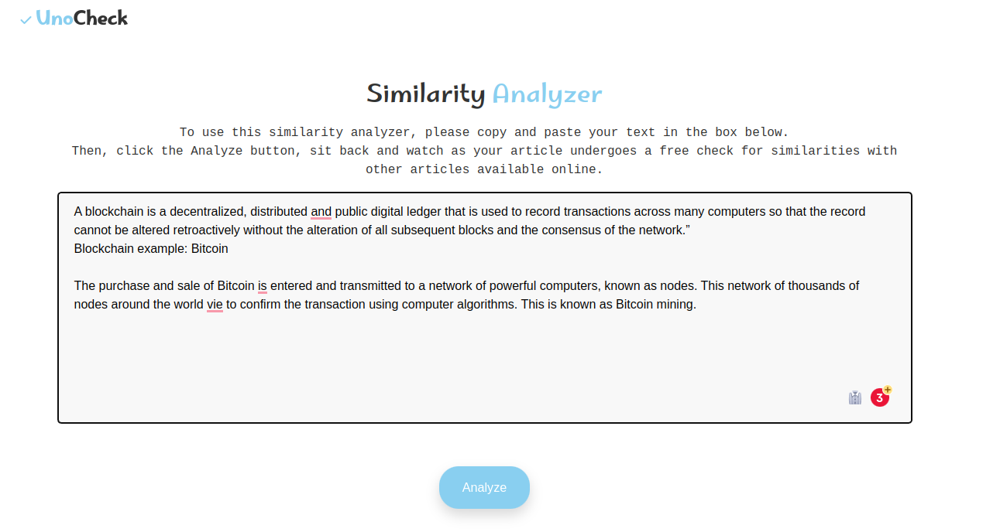 UnoCheck
Similarity Analyzer
To use this similarity analyzer, please copy and paste your text in the box below.
Then, click the Analyze button, sit back and watch as your article undergoes a free check for similarities with
other articles available online.
A blockchain is a decentralized, distributed and public digital ledger that is used to record transactions across many computers so that the record
cannot be altered retroactively without the alteration of all subsequent blocks and the consensus of the network.”
Blockchain example: Bitcoin
The purchase and sale of Bitcoin is entered and transmitted to a network of powerful computers, known as nodes. This network of thousands of
nodes around the world vie to confirm the transaction using computer algorithms. This is known as Bitcoin mining.
3+
Analyze